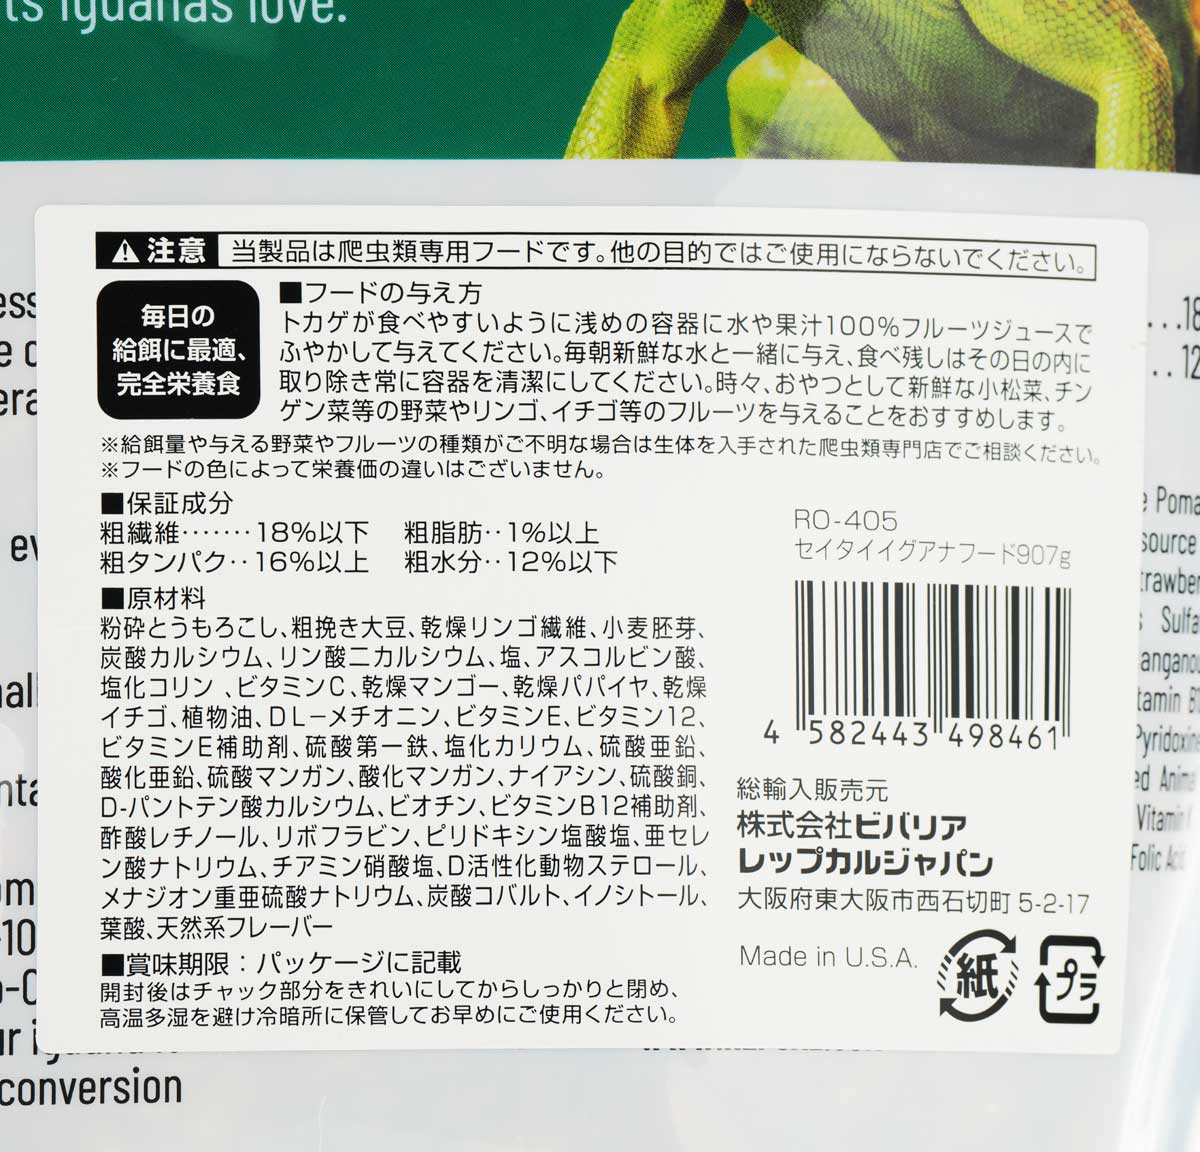 ts iguanas love.
注意 当製品は爬虫類専用フードです。他の目的ではご使用にならないでください。
毎日の
給餌に最適、
完全栄養食
■フードの与え方
トカゲが食べやすいように浅めの容器に水や果汁100%フルーツジュースで
ふやかして与えてください。毎朝新鮮な水と一緒に与え、食べ残しはその日の内に
取り除き常に容器を清潔にしてください。時々、おやつとして新鮮な小松菜、チン
ゲン菜等の野菜やリンゴ、イチゴ等のフルーツを与えることをおすすめします。
※給餌量や与える野菜やフルーツの種類がご不明な場合は生体を入手された爬虫類専門店でご相談ください。
※フードの色によって栄養価の違いはございません。
■保証成分
粗繊維‥‥‥‥18%以下 粗脂肪‥1%以上
粗タンパク‥16%以上 粗水分‥12%以下
■原材料
粉砕とうもろこし、粗挽き大豆、乾燥リンゴ繊維、小麦胚芽、
炭酸カルシウム、リン酸二カルシウム、塩、アスコルビン酸、
塩化コリン 、ビタミンC、乾燥マンゴー、乾燥パパイヤ、乾燥
イチゴ、植物油、DL−メチオニン、ビタミンE、ビタミン12、
ビタミンE補助剤、硫酸第一鉄、塩化カリウム、硫酸亜鉛、
酸化亜鉛、硫酸マンガン、酸化マンガン、ナイアシン、硫酸銅、
D-パントテン酸カルシウム、ビオチン、ビタミンB12補助剤、
酢酸レチノール、リボフラビン、ピリドキシン塩酸塩、亜セレ
ン酸ナトリウム、チアミン硝酸塩、D活性化動物ステロール、
メナジオン重亜硫酸ナトリウム、炭酸コバルト、イノシトール、
葉酸、天然系フレーバー
■賞味期限：パッケージに記載
開封後はチャック部分をきれいにしてからしっかりと閉め、
高温多湿を避け冷暗所に保管してお早めにご使用ください。
RO-405
セイタイイグアナフード907g
4 582443 498461
総輸入販売元
株式会社ビバリア
レップカルジャパン
大阪府東大阪市西石切町 5-2-17
Made in U.S.A.
紙
プラ
conversion